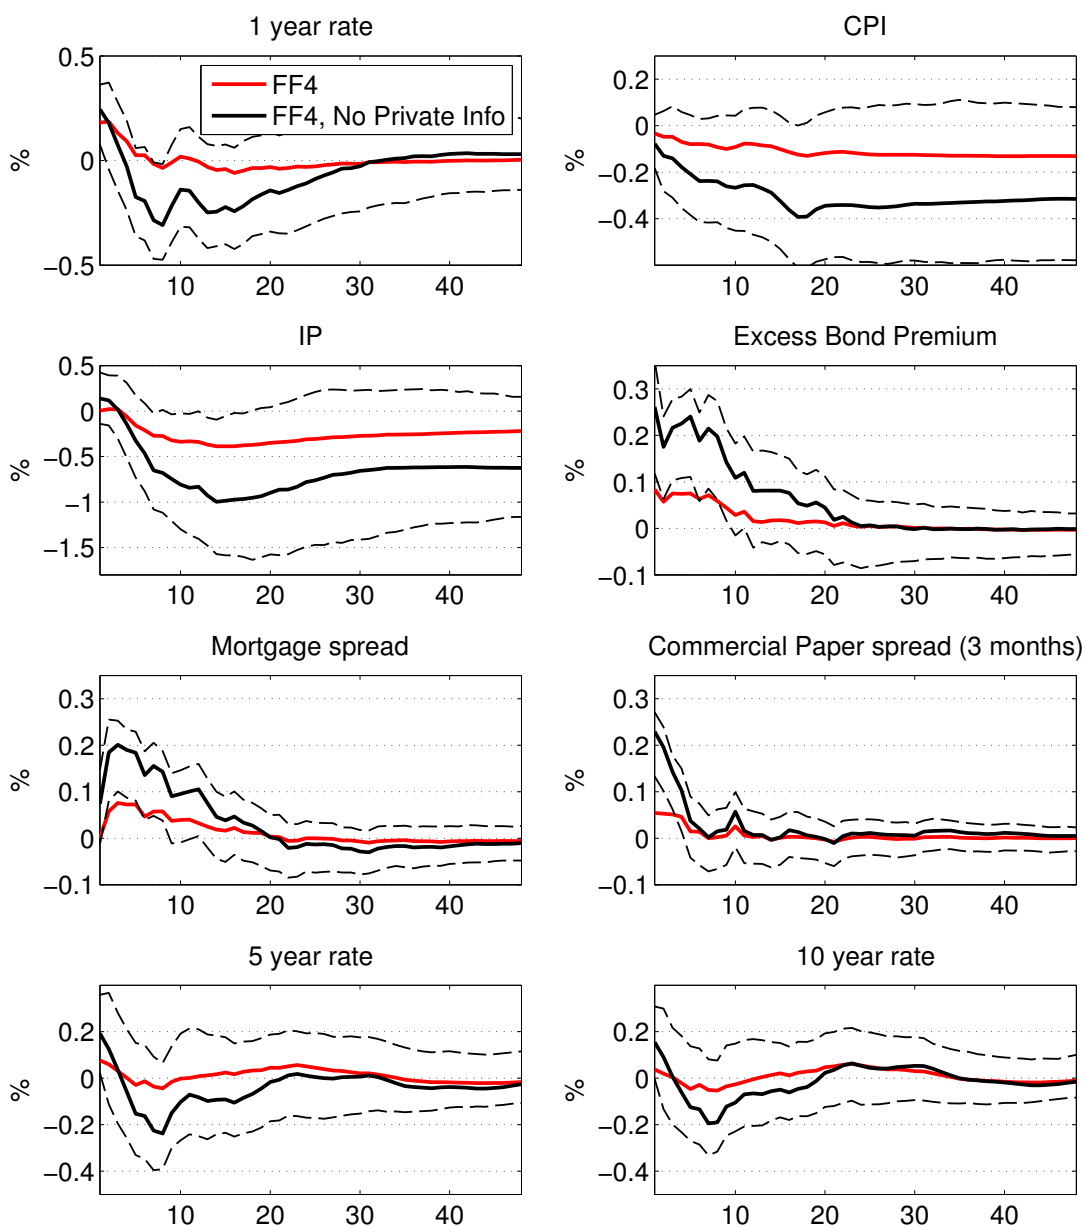 1 year rate
0.5
0
−0.5
%
10 20 30 40
FF4
FF4, No Private Info
CPI
0.2
0
−0.2
−0.4
%
10 20 30 40
IP
0.5
0
−0.5
−1
−1.5
%
10 20 30 40
Excess Bond Premium
0.3
0.2
0.1
0
−0.1
%
10 20 30 40
Mortgage spread
0.3
0.2
0.1
0
−0.1
%
10 20 30 40
Commercial Paper spread (3 months)
0.3
0.2
0.1
0
−0.1
%
10 20 30 40
5 year rate
0.2
0
−0.2
−0.4
%
10 20 30 40
10 year rate
0.2
0
−0.2
−0.4
%
10 20 30 40